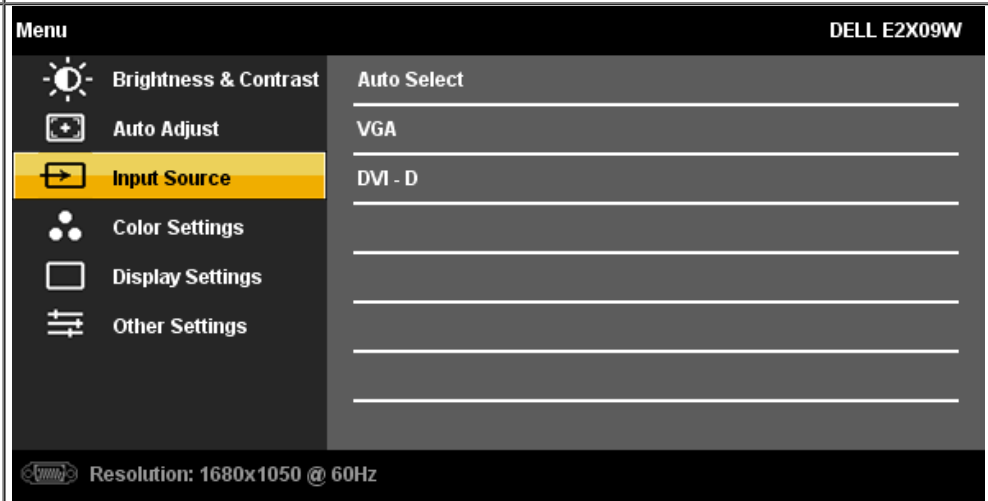 Menu DELL E2X09W
Brightness & Contrast Auto Select
Auto Adjust VGA
Input Source DVI - D
Color Settings
Display Settings
Other Settings
Resolution: 1680x1050 @ 60Hz